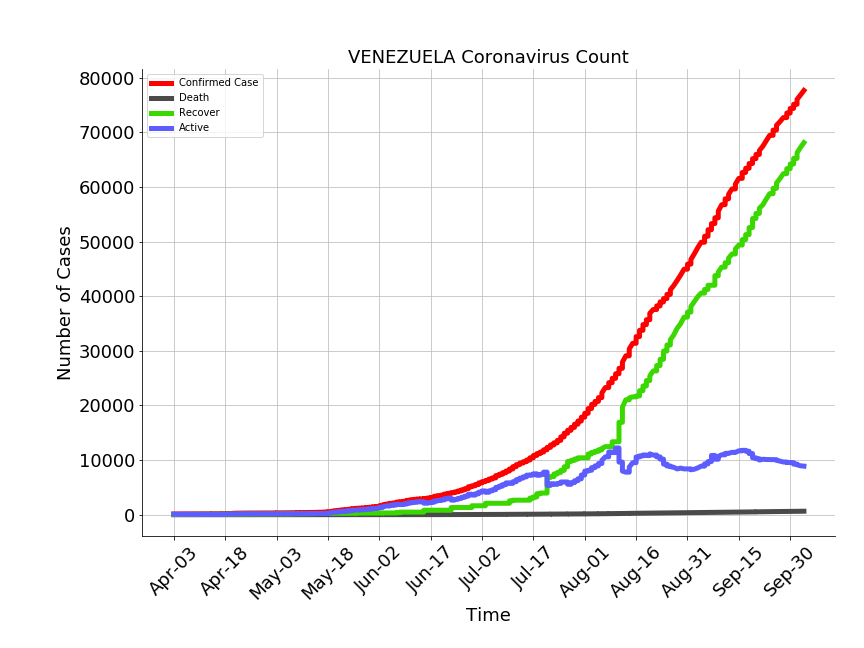 VENEZUELA Coronavirus Count
Confirmed Case
Death
Recover
Active
Number of Cases
80000
70000
60000
50000
40000
30000
20000
10000
0
Apr-03
Apr-18
May-03
May-18
Jun-02
Jun-17
Jul-02
Jul-17
Aug-01
Aug-16
Aug-31
Sep-15
Sep-30
Time